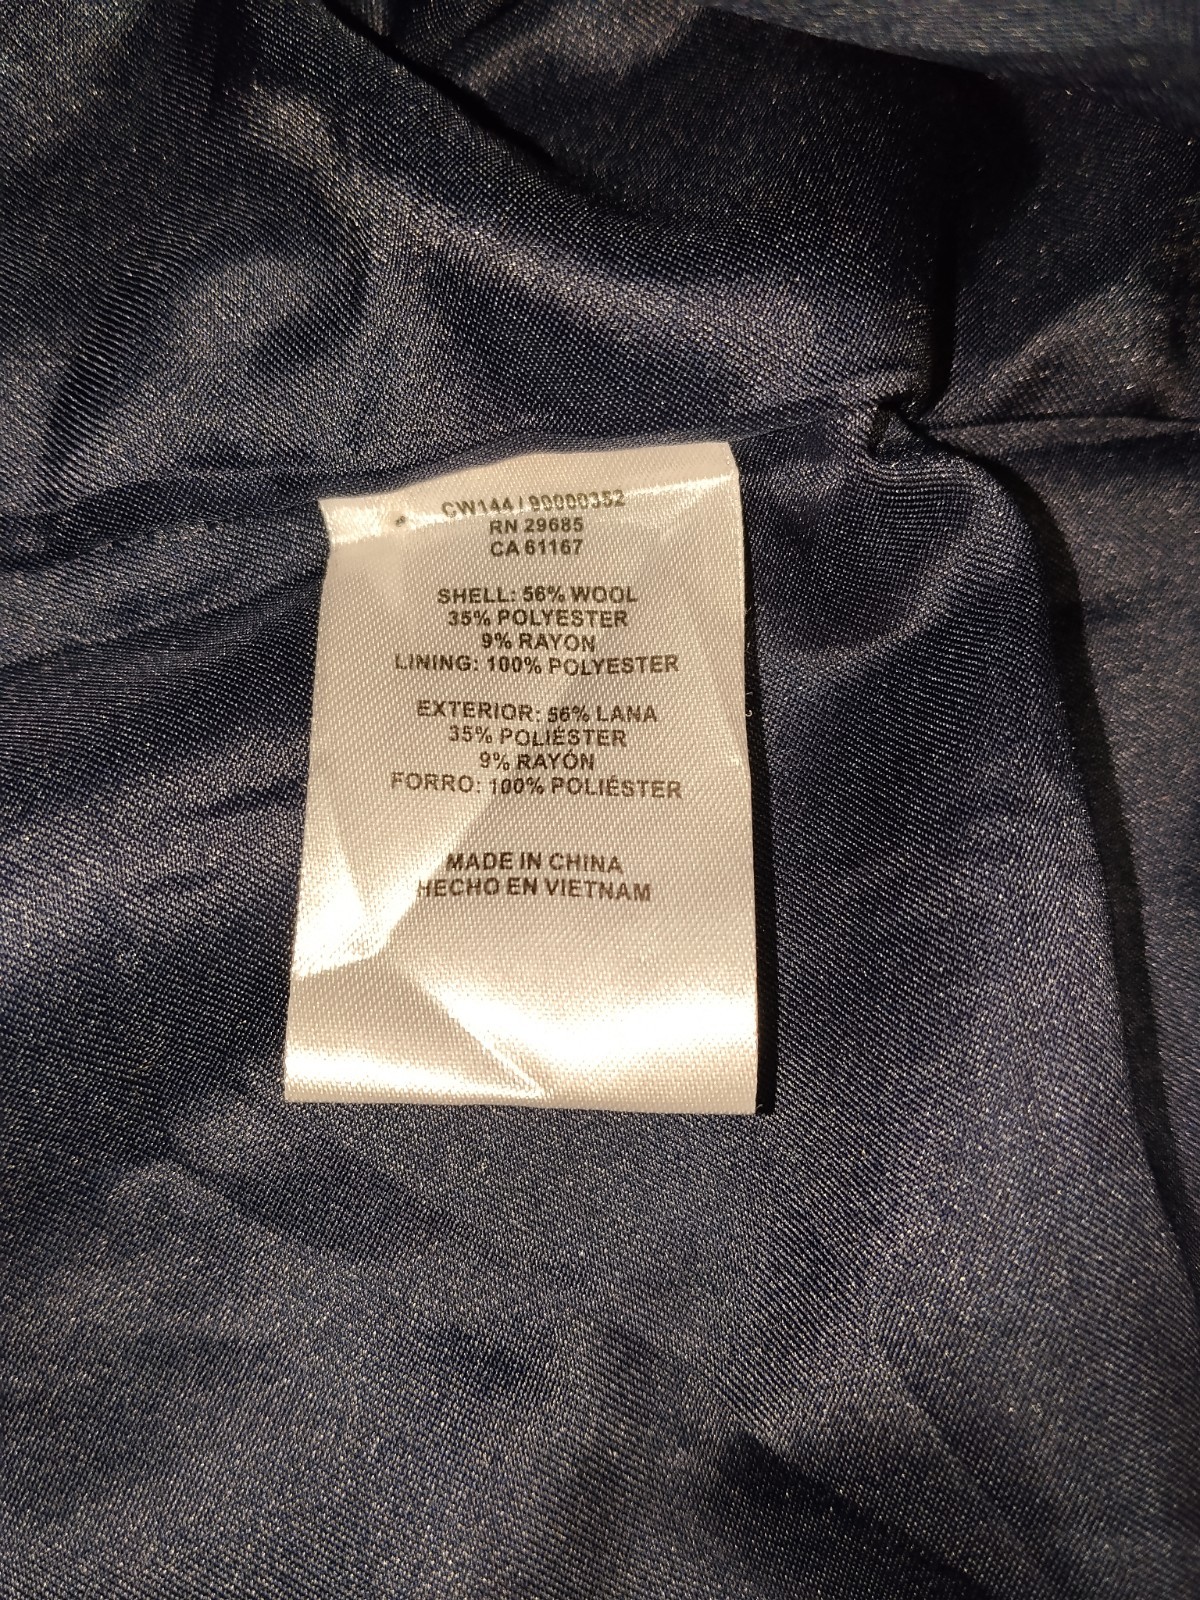 CW144 / 90000352
RN 29685
CA 61167
SHELL: 56% WOOL
35% POLYESTER
9% RAYON
LINING: 100% POLYESTER
EXTERIOR: 56% LANA
35% POLIÉSTER
9% RAYÓN
FORRO: 100% POLIÉSTER
MADE IN CHINA
HECHO EN VIETNAM